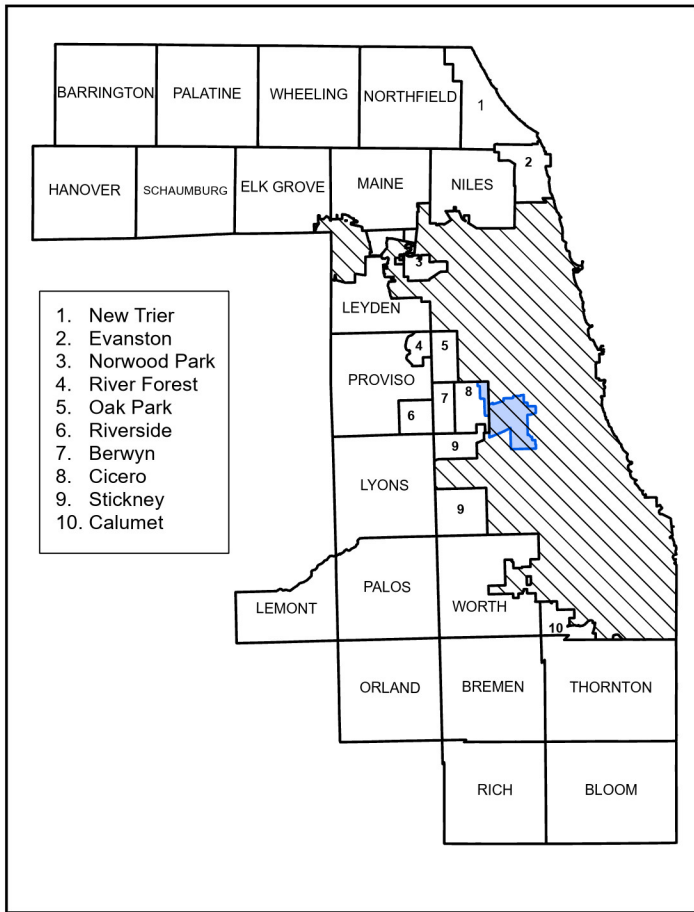 BARRINGTON PALATINE WHEELING NORTHFIELD 1
HANOVER SCHAUMBURG ELK GROVE MAINE NILES 2
3
LEYDEN
1. New Trier
2. Evanston
3. Norwood Park
4. River Forest
5. Oak Park
6. Riverside
7. Berwyn
8. Cicero
9. Stickney
10. Calumet
4 5
PROVISO
6 7 8
9
LYONS
9
LEMONT PALOS WORTH
10
ORLAND BREMEN THORNTON
RICH BLOOM